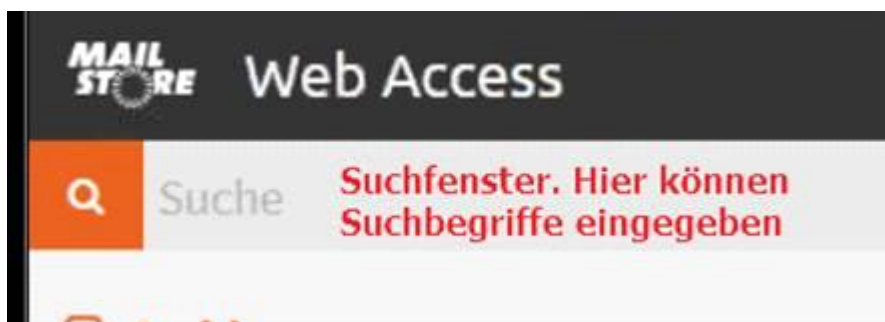 MAIL
STORE
Web Access
Suche
Suchfenster. Hier können
Suchbegriffe eingegeben